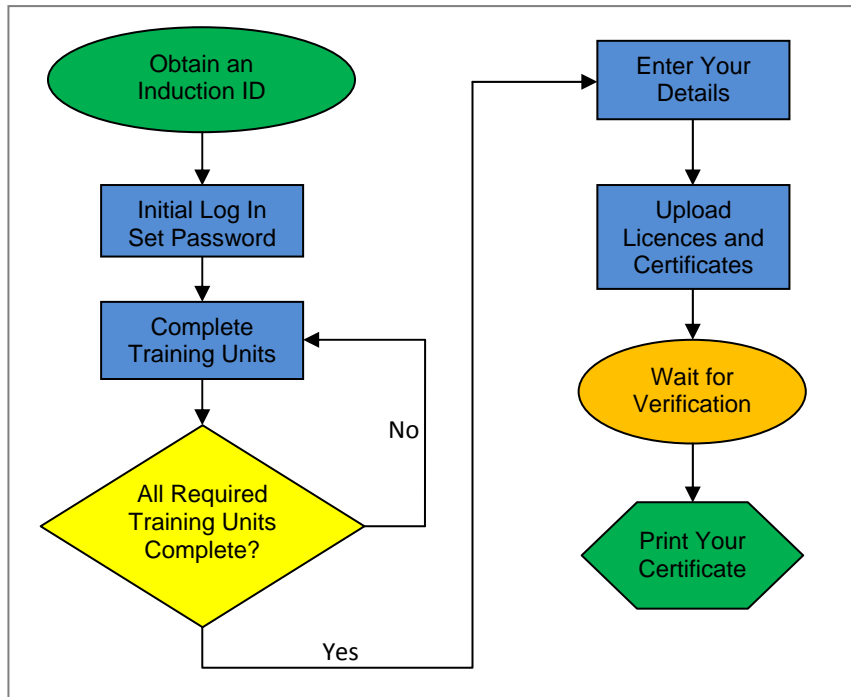 Obtain an
Induction ID
Initial Log In
Set Password
Complete
Training Units
No
All Required
Training Units
Complete?
Yes
Enter Your
Details
Upload
Licences and
Certificates
Wait for
Verification
Print Your
Certificate